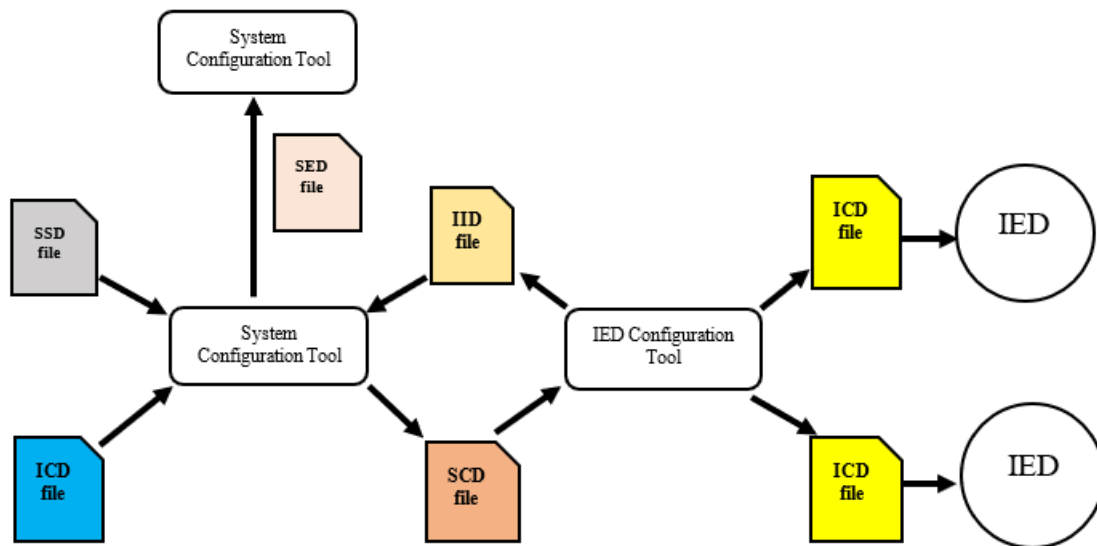 System
Configuration Tool
SED
file
SSD
file
IID
file
ICD
file
IED
System
Configuration Tool
IED Configuration
Tool
ICD
file
SCD
file
ICD
file
IED